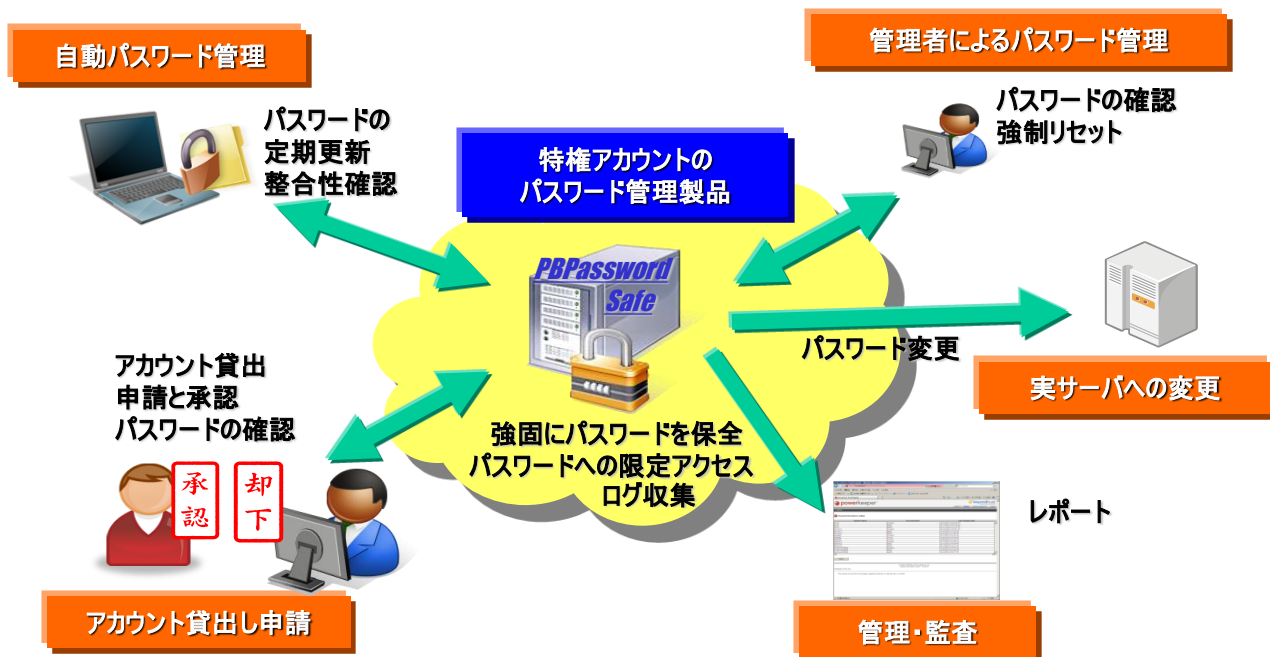 自動パスワード管理
パスワードの
定期更新
整合性確認
管理者によるパスワード管理
パスワードの確認
強制リセット
特権アカウントの
パスワード管理製品
PBPassword
Safe
強固にパスワードを保全
パスワードへの限定アクセス
ログ収集
パスワード変更
実サーバへの変更
アカウント貸出
申請と承認
パスワードの確認
承認
却下
アカウント貸出し申請
powerkeeper
レポート
管理・監査